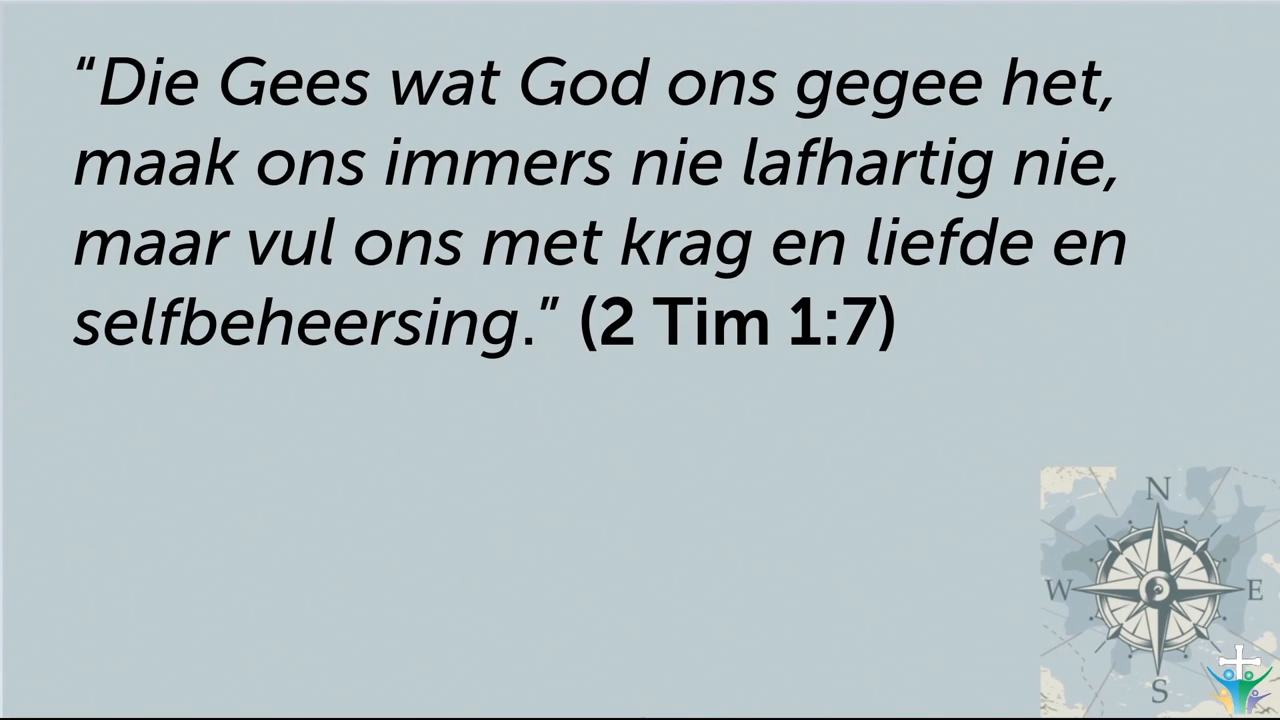 “Die Gees wat God ons gegee het,
maak ons immers nie lafhartig nie,
maar vul ons met krag en liefde en
selfbeheersing.” (2 Tim 1:7)
N
W E
S